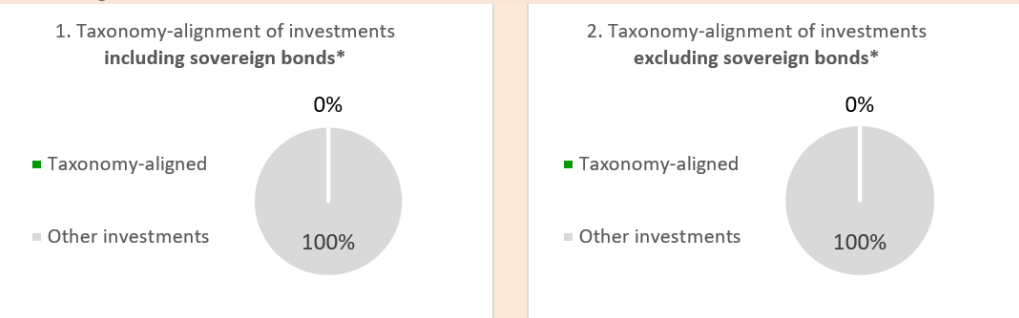 1. Taxonomy-alignment of investments
including sovereign bonds*
0%
Taxonomy-aligned
Other investments
100%
2. Taxonomy-alignment of investments
excluding sovereign bonds*
0%
Taxonomy-aligned
Other investments
100%